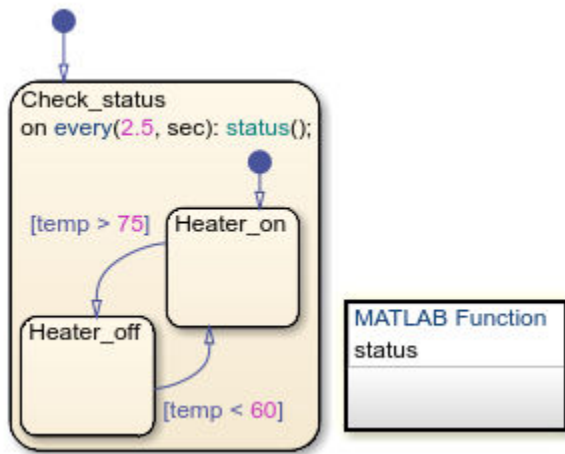 Check_status
on every(2.5, sec): status();
[temp > 75]
Heater_on
Heater_off
[temp < 60]
MATLAB Function
status